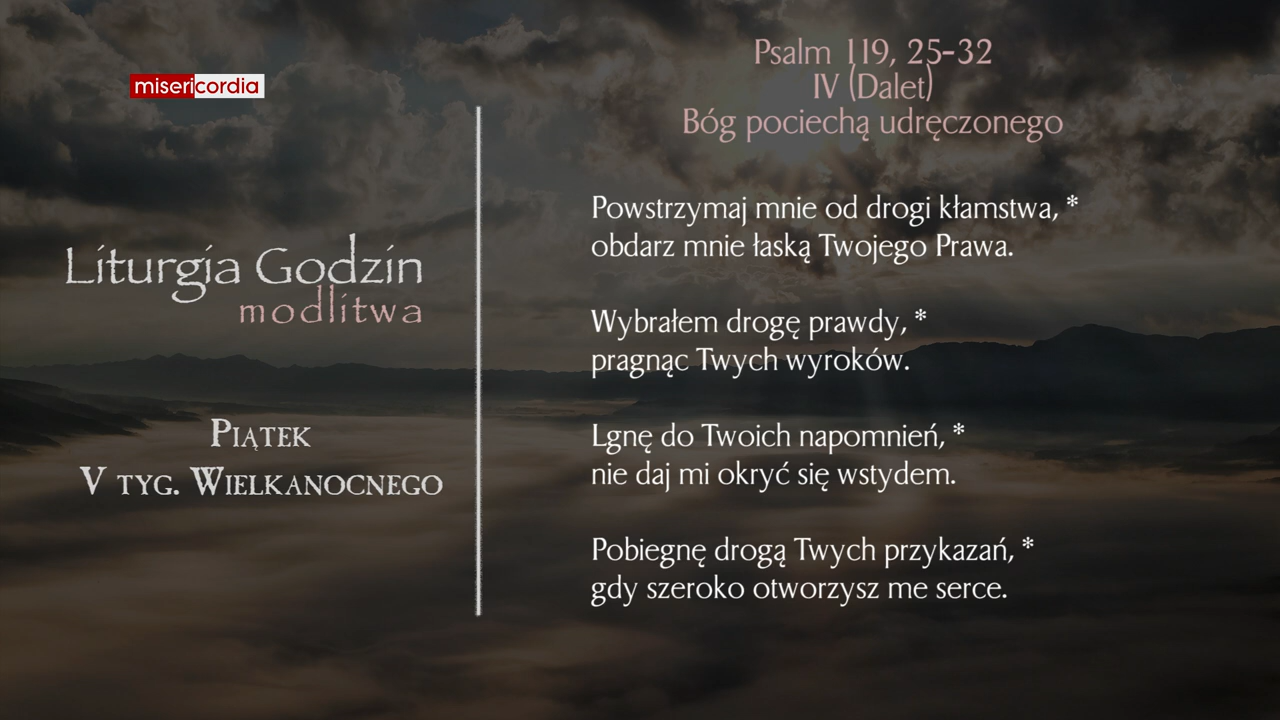 misericordia
Liturgia Godzin
modlitwa
Piątek
V tyg. Wielkanocnego
Psalm 119, 25-32
IV (Dalet)
Bóg pociechą udręczonego
Powstrzymaj mnie od drogi kłamstwa, *
obdarz mnie łaską Twojego Prawa.
Wybrałem drogę prawdy, *
pragnąc Twych wyroków.
Lgnę do Twoich napomnień, *
nie daj mi okryć się wstydem.
Pobiegnę drogą Twych przykazań, *
gdy szeroko otworzysz me serce.